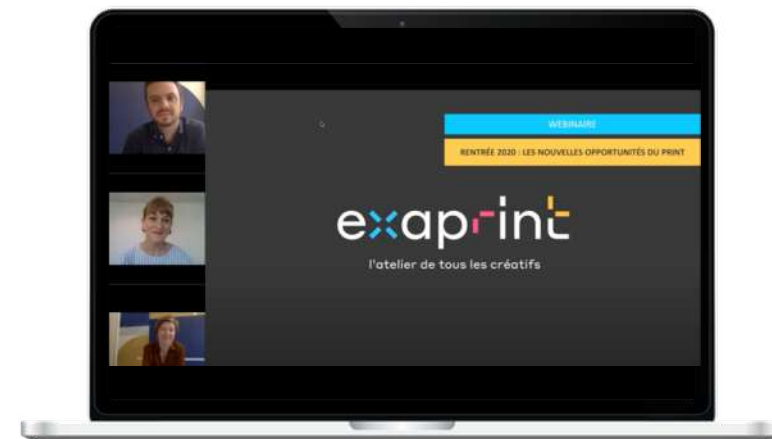 WEBINAIRE
RENTRÉE 2020 : LES NOUVELLES OPPORTUNITÉS DU PRINT
exaprint
l'atelier de tous les créatifs